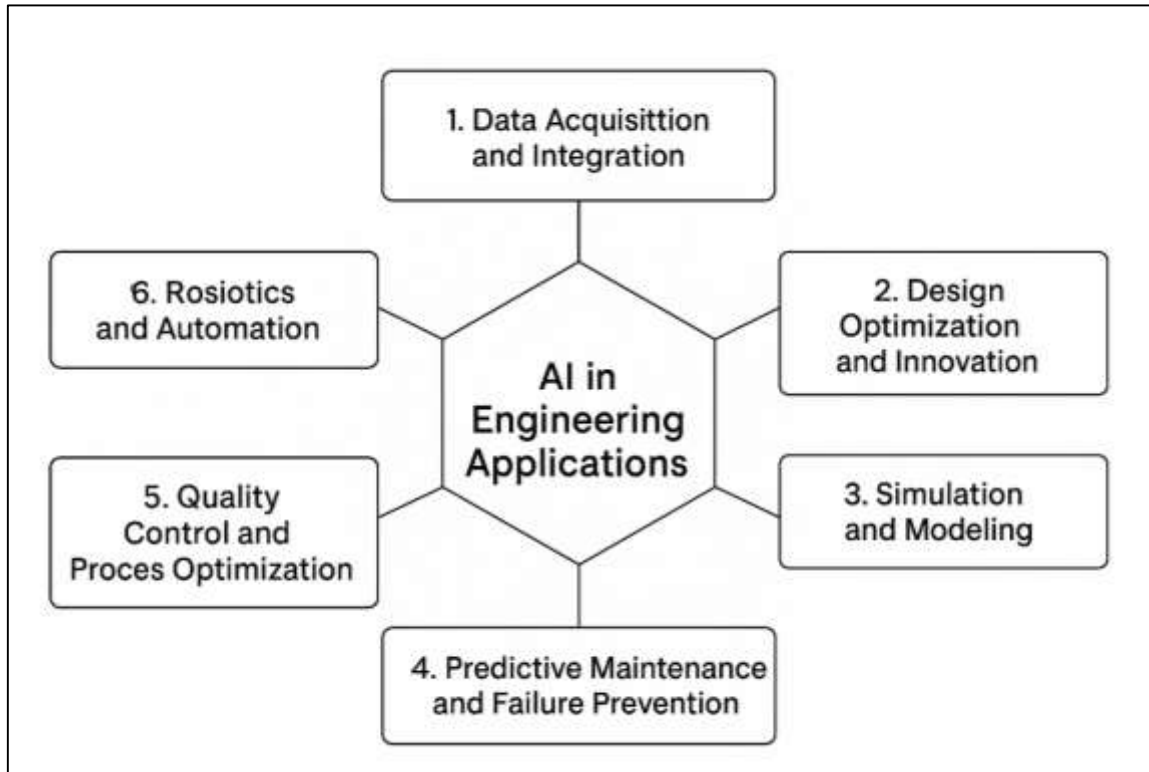 1. Data Acquisittion
and Integration
6. Rosiotics
and Automation
2. Design
Optimization
and Innovation
AI in
Engineering
Applications
5. Quality
Control and
Proces Optimization
3. Simulation
and Modeling
4. Predictive Maintenance
and Failure Prevention